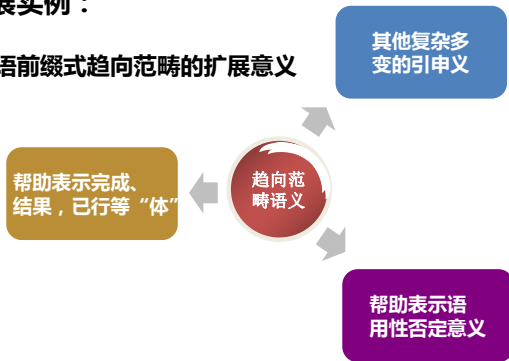 展实例：
语前缀式趋向范畴的扩展意义
其他复杂多
变的引申义
趋向范
畴语义
帮助表示完成、
结果，已行等“体”
帮助表示语
用性否定意义